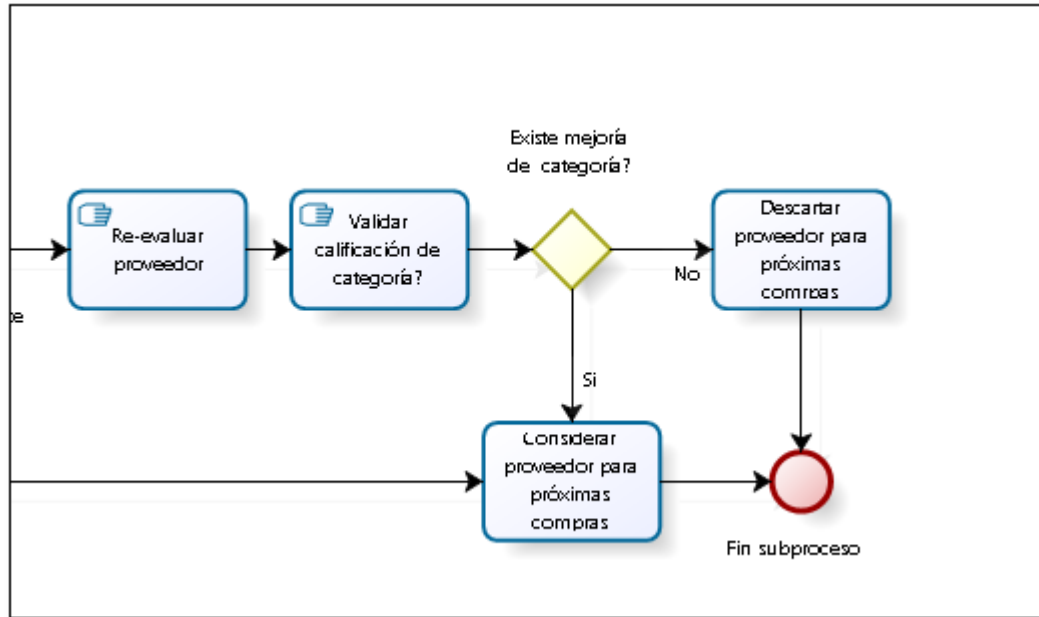 Existe mejoría
de categoría?
Re-evaluar
proveedor
Validar
calificación de
categoría?
Descartar
proveedor para
próximas
comrpas
No
Si
Considerar
proveedor para
próximas
compras
Fin subproceso